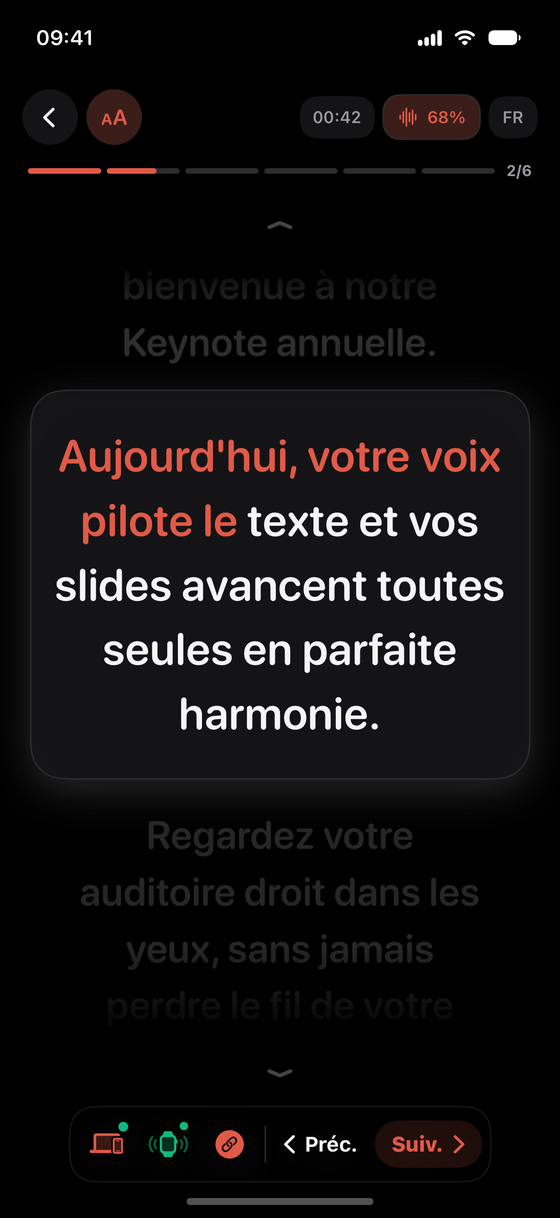 09:41
AA
00:42
68%
FR
2/6
bienvenue à notre
Keynote annuelle.
Aujourd'hui, votre voix
pilote le texte et vos
slides avancent toutes
seules en parfaite
harmonie.
Regardez votre
auditoire droit dans les
yeux, sans jamais
perdre le fil de votre
Préc.
Suiv.